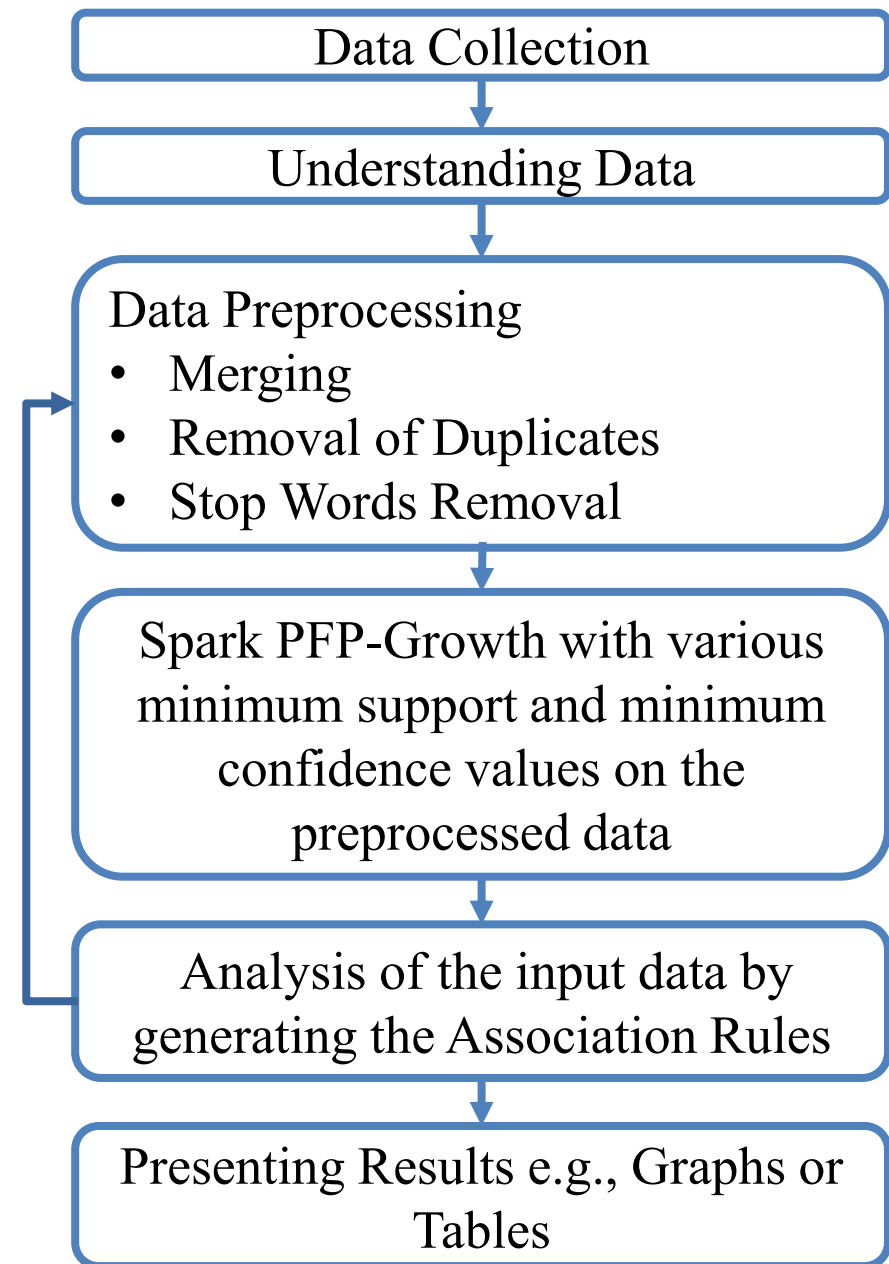 Data Collection
Understanding Data
Data Preprocessing
• Merging
• Removal of Duplicates
• Stop Words Removal
Spark PFP-Growth with various
minimum support and minimum
confidence values on the
preprocessed data
Analysis of the input data by
generating the Association Rules
Presenting Results e.g., Graphs or
Tables